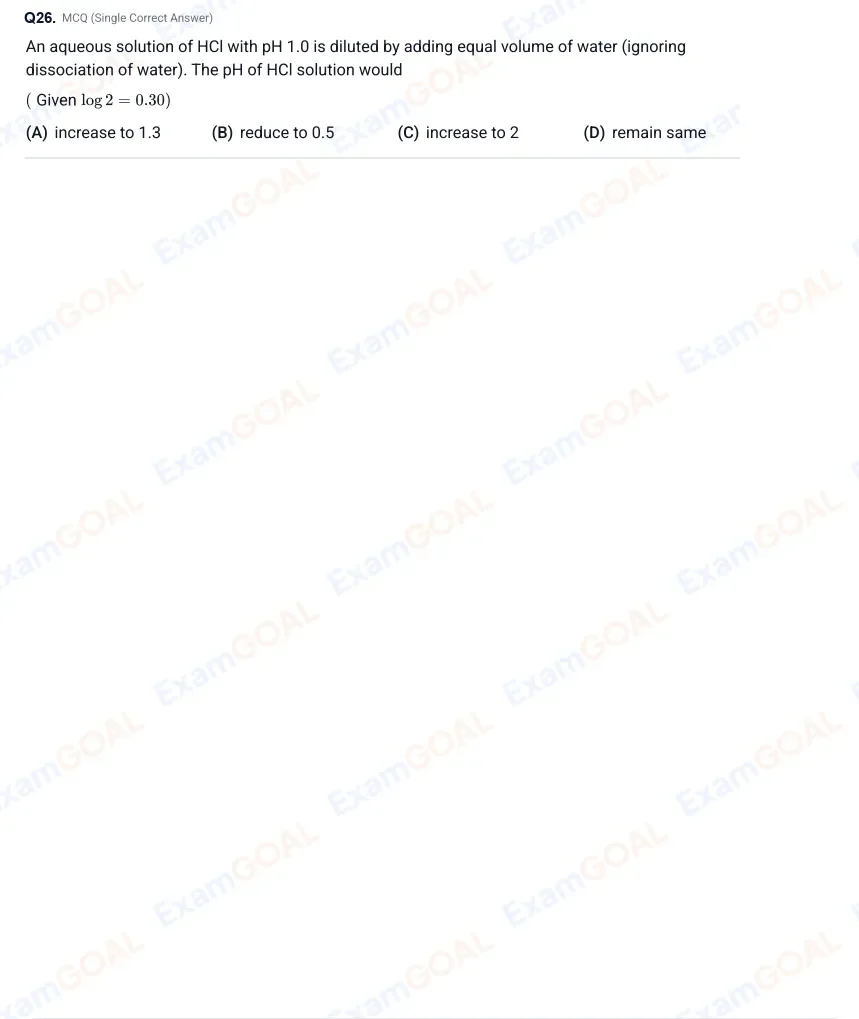 Q26. MCQ (Single Correct Answer)
An aqueous solution of HCl with pH 1.0 is diluted by adding equal volume of water (ignoring
dissociation of water). The pH of HCl solution would
( Given log 2 = 0.30)
(A) increase to 1.3 (B) reduce to 0.5 (C) increase to 2 (D) remain same
ExamGOAL